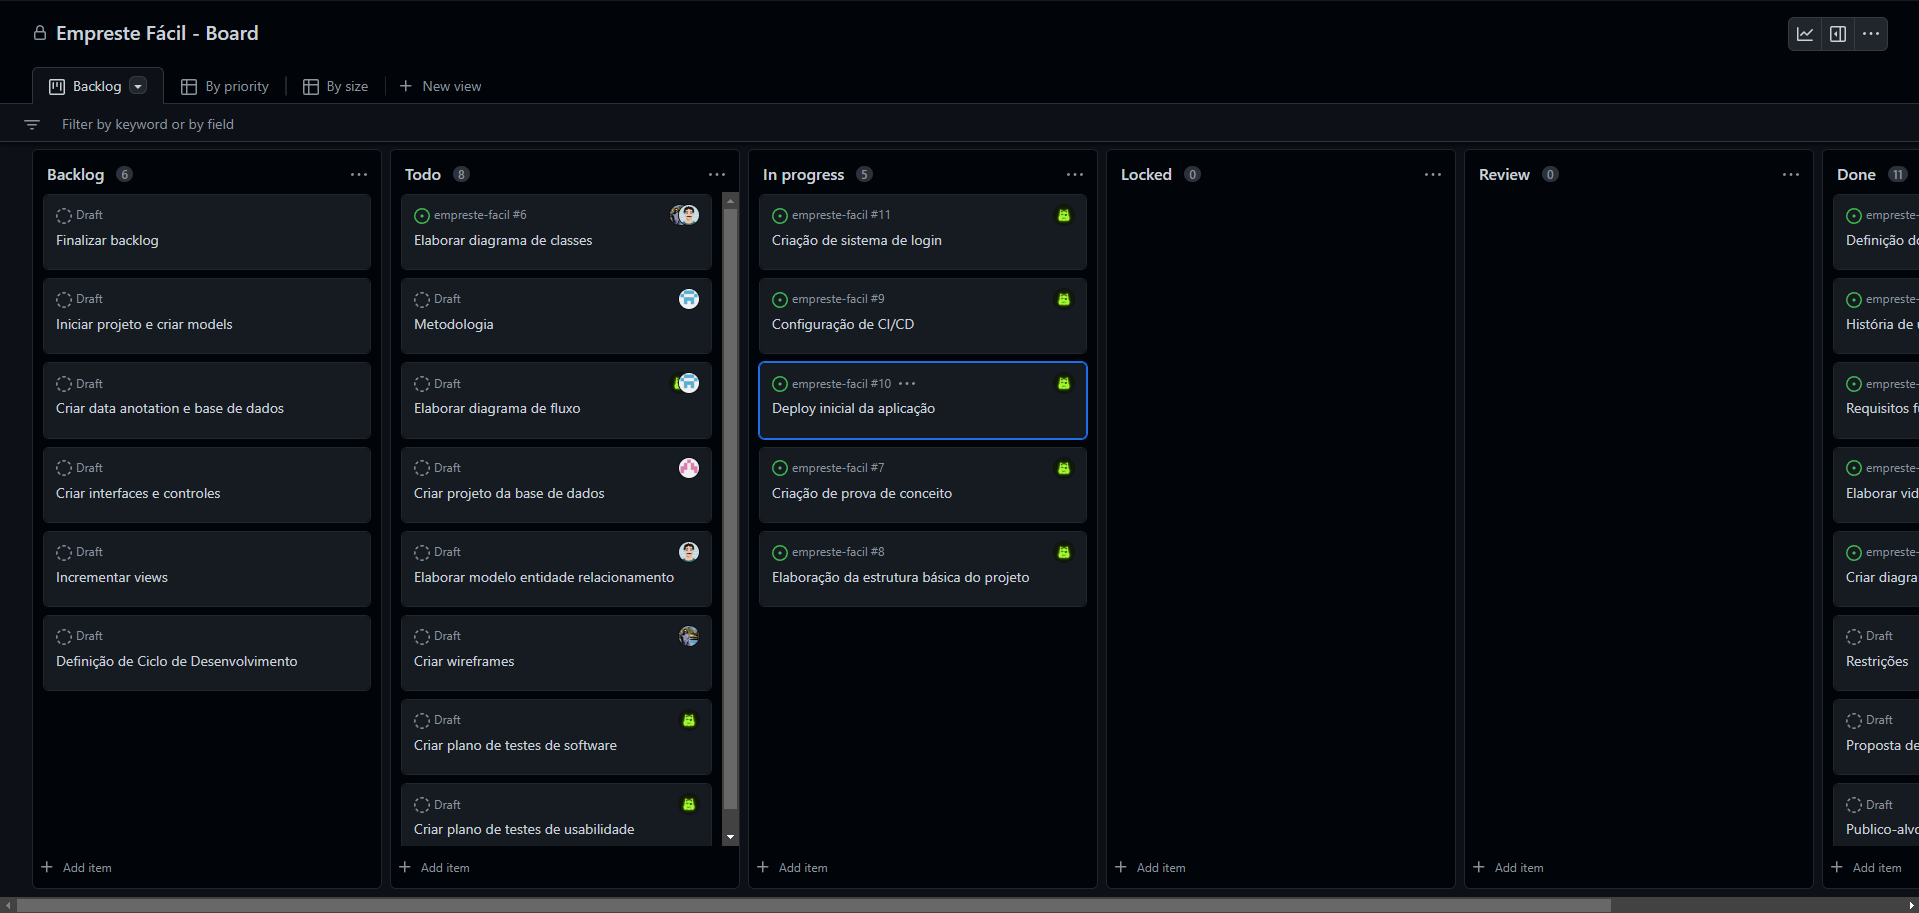 Empreste Fácil - Board
Backlog
By priority
By size
New view
Filter by keyword or by field
Backlog 6
Draft
Finalizar backlog
Draft
Iniciar projeto e criar models
Draft
Criar data anotation e base de dados
Draft
Criar interfaces e controles
Draft
Incrementar views
Draft
Definição de Ciclo de Desenvolvimento
Add item
Todo 8
empreste-facil #6
Elaborar diagrama de classes
Draft
Metodologia
Draft
Elaborar diagrama de fluxo
Draft
Criar projeto da base de dados
Draft
Elaborar modelo entidade relacionamento
Draft
Criar wireframes
Draft
Criar plano de testes de software
Draft
Criar plano de testes de usabilidade
Add item
In progress 5
empreste-facil #11
Criação de sistema de login
empreste-facil #9
Configuração de CI/CD
empreste-facil #10
Deploy inicial da aplicação
empreste-facil #7
Criação de prova de conceito
empreste-facil #8
Elaboração da estrutura básica do projeto
Add item
Locked 0
Add item
Review 0
Add item
Done 11
empreste-
Definição
empreste-
História de
empreste-
Requisitos
empreste-
Elaborar
empreste-
Criar
Draft
Restrições
Draft
Proposta de
Draft
Add item